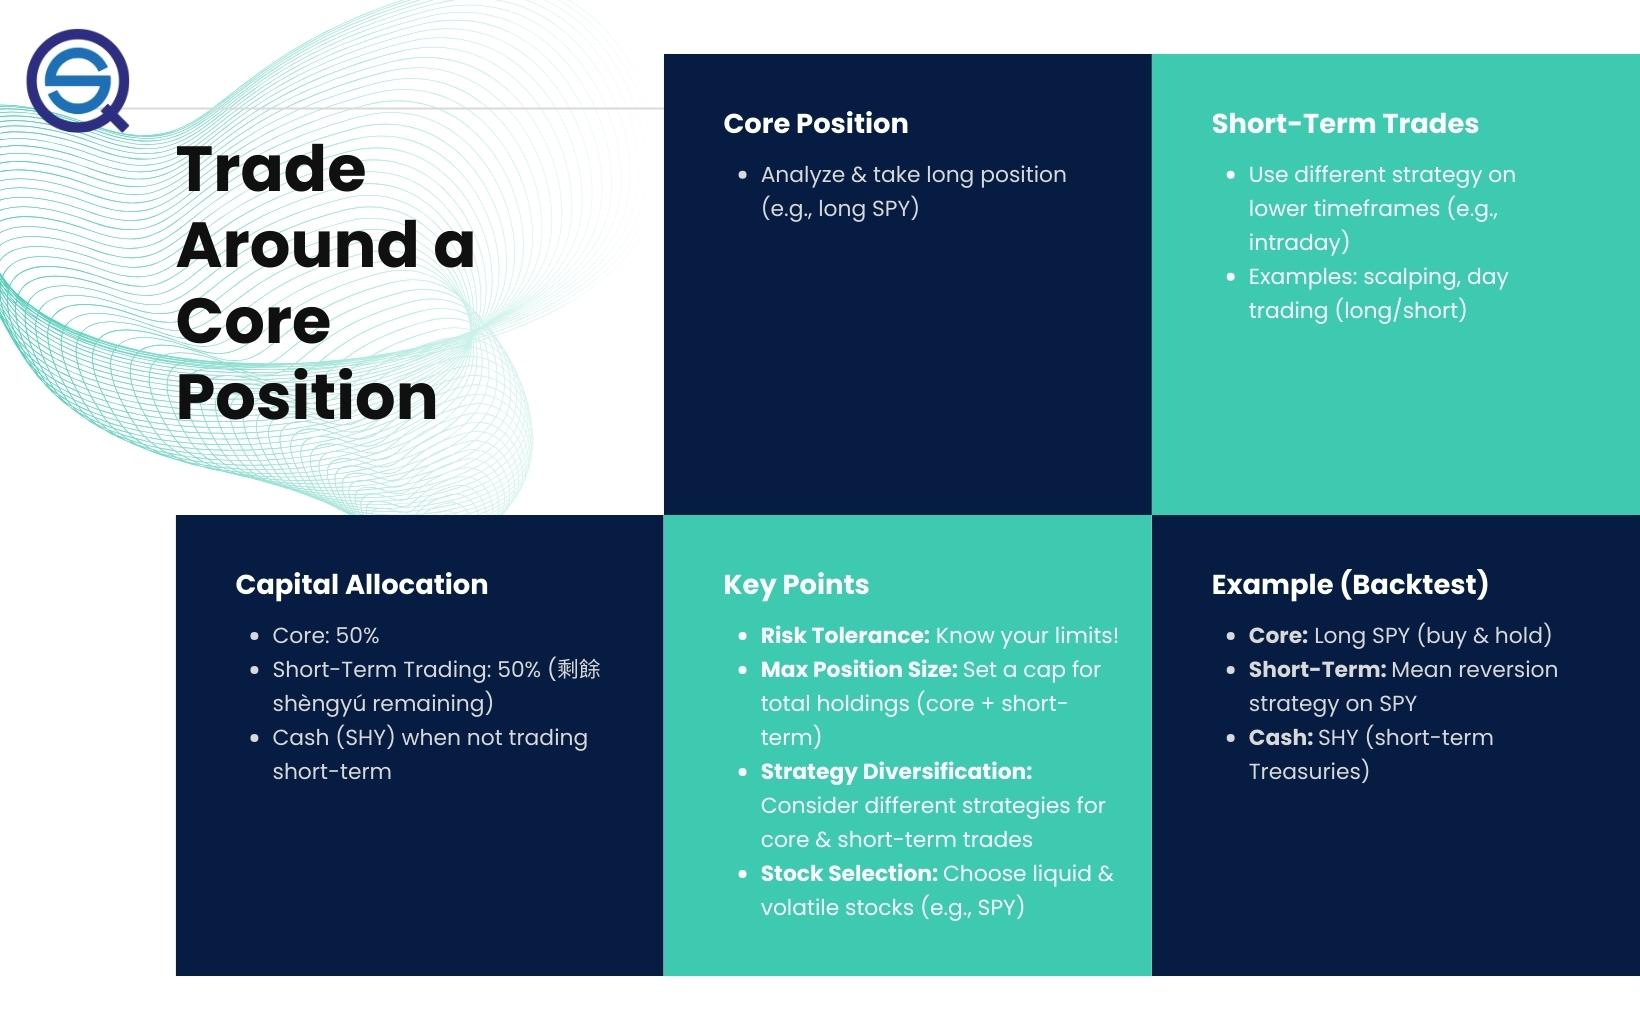 Trade
Around a
Core
Position
Core Position
• Analyze & take long position
(e.g., long SPY)
Short-Term Trades
• Use different strategy on
lower timeframes (e.g.,
intraday)
• Examples: scalping, day
trading (long/short)
Capital Allocation
• Core: 50%
• Short-Term Trading: 50% (剩餘
shèngyú remaining)
• Cash (SHY) when not trading
short-term
Key Points
• Risk Tolerance: Know your limits!
• Max Position Size: Set a cap for
total holdings (core + short-
term)
• Strategy Diversification:
Consider different strategies for
core & short-term trades
• Stock Selection: Choose liquid &
volatile stocks (e.g., SPY)
Example (Backtest)
• Core: Long SPY (buy & hold)
• Short-Term: Mean reversion
strategy on SPY
• Cash: SHY (short-term
Treasuries)